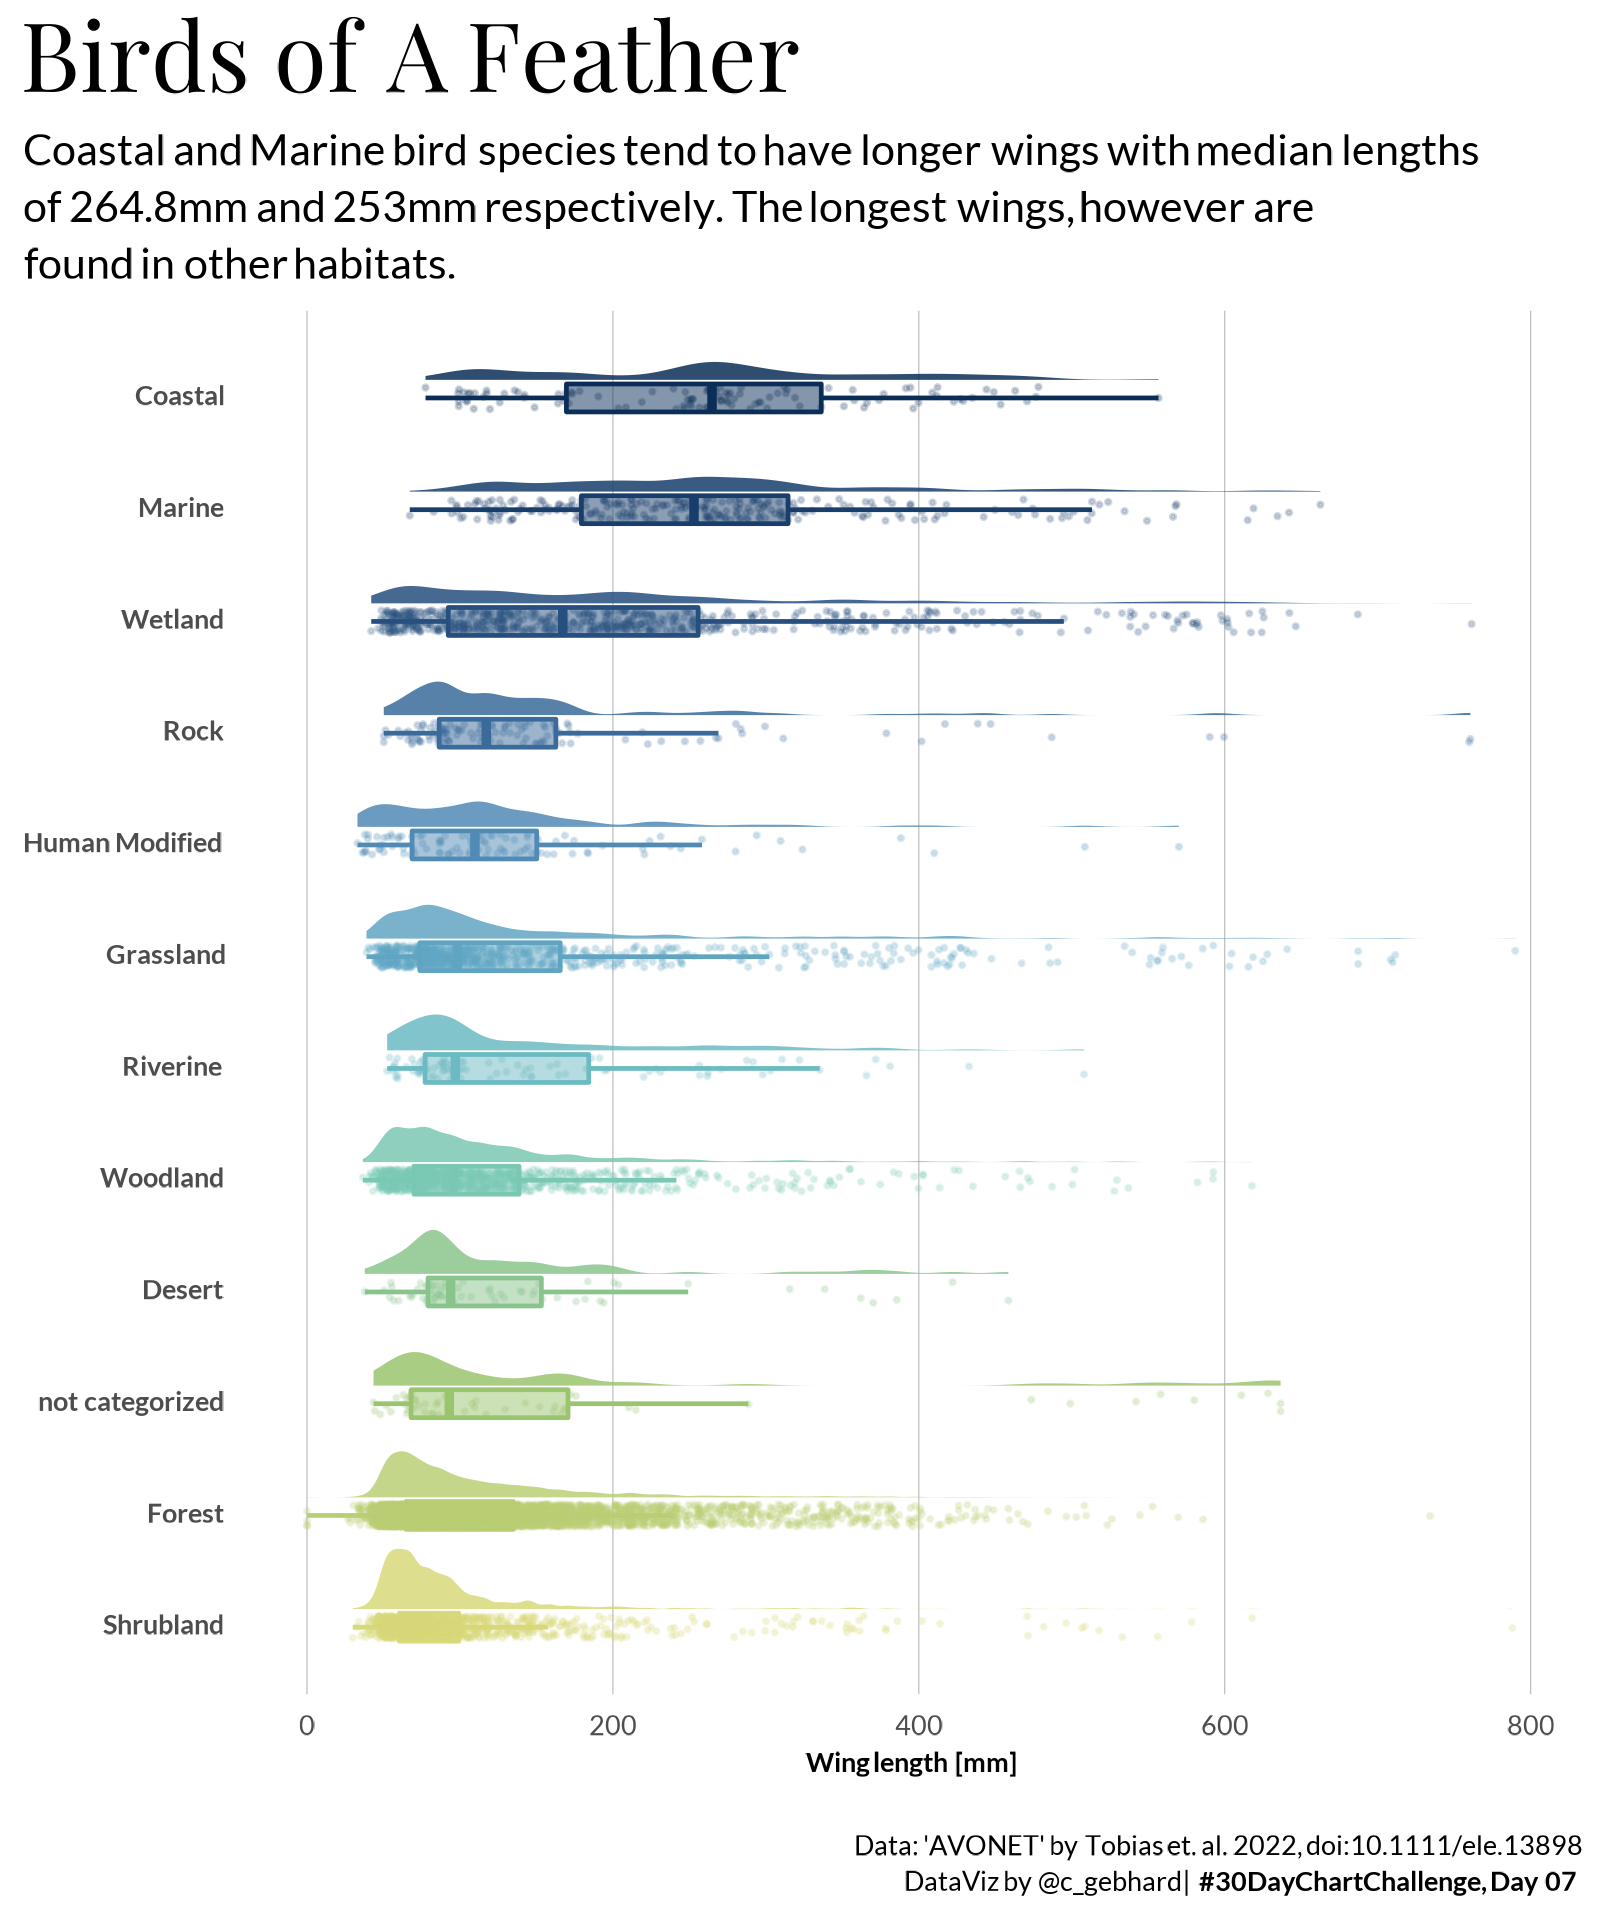 Birds of A Feather
Coastal and Marine bird species tend to have longer wings with median lengths
of 264.8mm and 253mm respectively. The longest wings, however are
found in other habitats.
Coastal
Marine
Wetland
Rock
Human Modified
Grassland
Riverine
Woodland
Desert
not categorized
Forest
Shrubland
0 200 400 600 800
Wing length [mm]
Data: 'AVONET' by Tobias et. al. 2022, doi:10.1111/ele.13898
DataViz by @c_gebhard| #30DayChartChallenge, Day 07